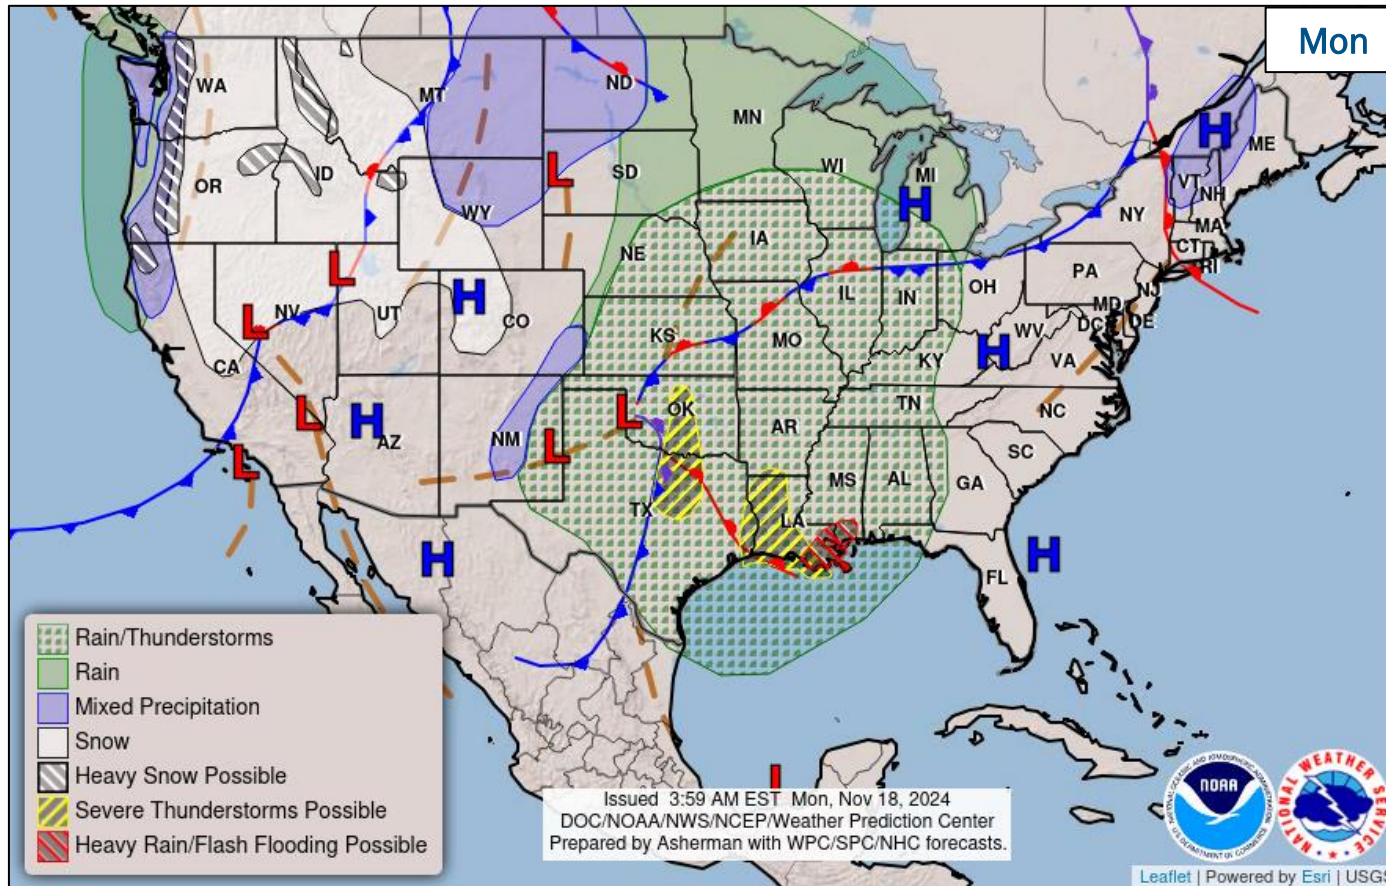 Mon
WA
MT
ND
MN
ME
OR
ID
SD
WI
MI
VT
NH
WY
NY
MA
CT
RI
NE
IA
PA
NV
UT
CO
IL
IN
OH
NJ
MD
DE
DC
WV
CA
KS
MO
KY
VA
NM
AZ
OK
AR
TN
NC
SC
TX
LA
MS
AL
GA
FL
H
H
H
H
H
H
H
L
L
L
L
L
L
L
L
Rain/Thunderstorms
Rain
Mixed Precipitation
Snow
Heavy Snow Possible
Severe Thunderstorms Possible
Heavy Rain/Flash Flooding Possible
Issued 3:59 AM EST Mon, Nov 18, 2024
DOC/NOAA/NWS/NCEP/Weather Prediction Center
Prepared by Asherman with WPC/SPC/NHC forecasts.
NOAA
NATIONAL WEATHER SERVICE
Leaflet | Powered by Esri | USGS